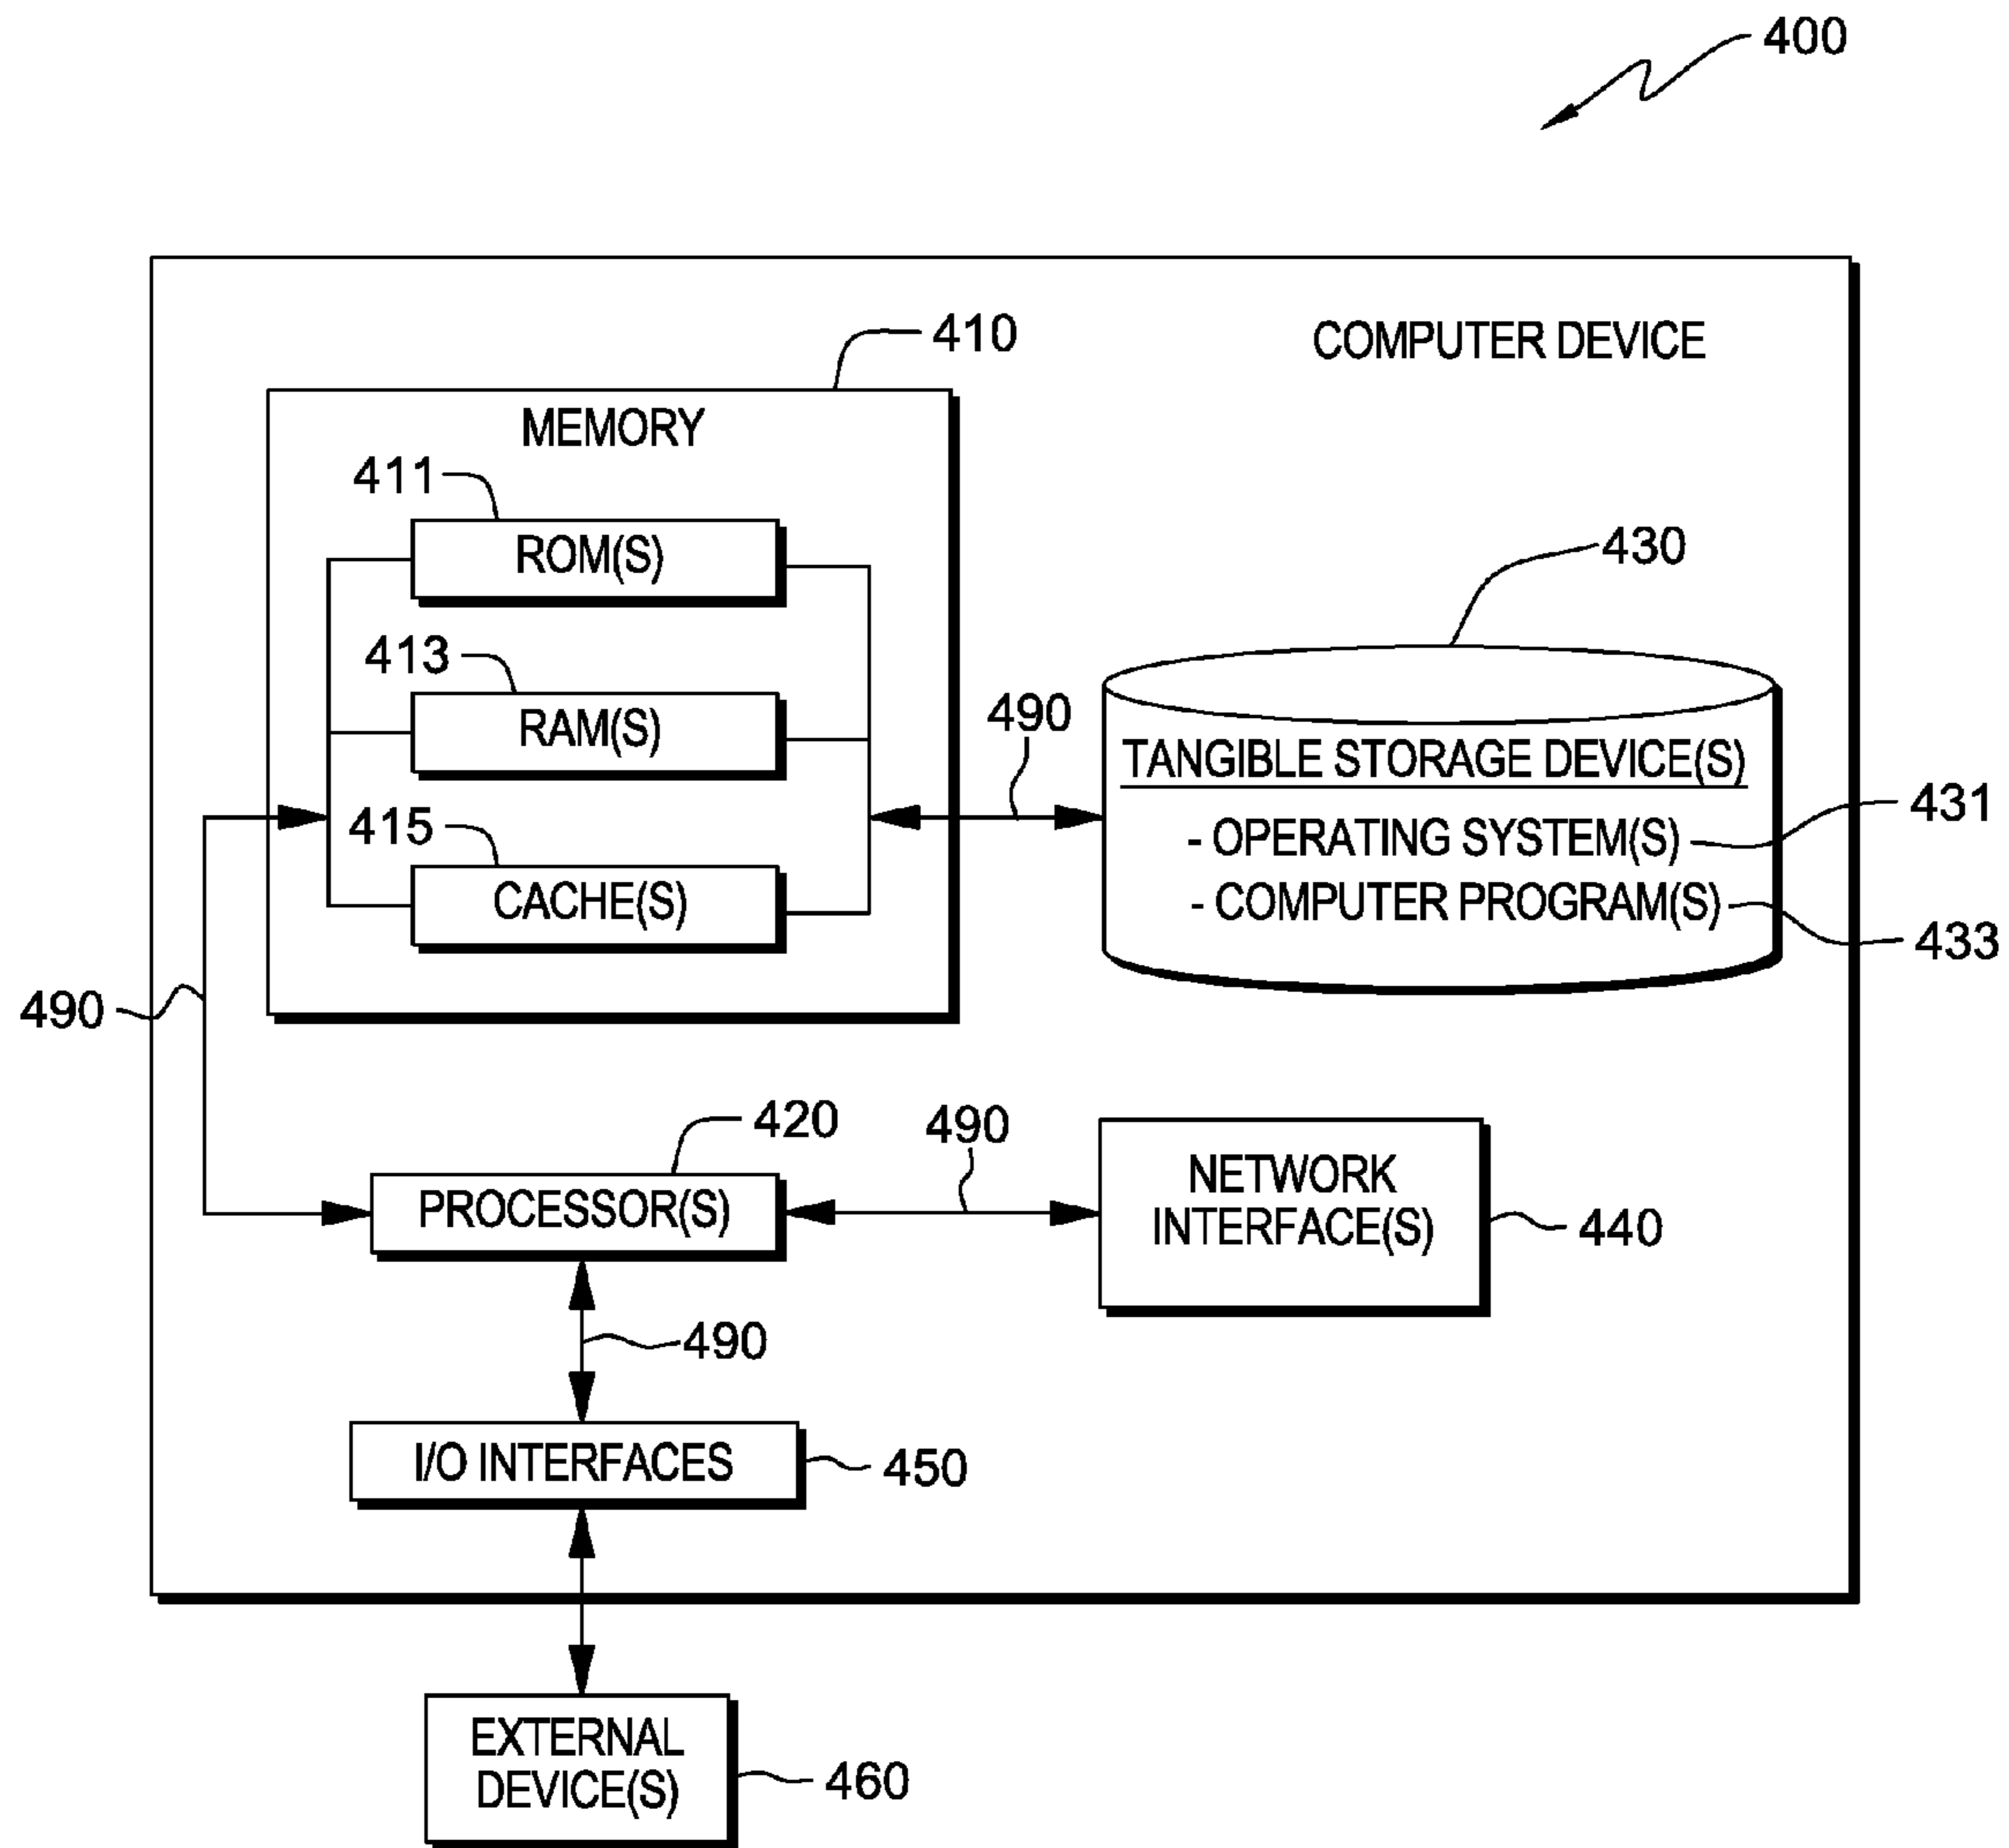 400
410
COMPUTER DEVICE
MEMORY
411
ROM(S)
430
413
RAM(S)
490
TANGIBLE STORAGE DEVICE(S)
431
415
- OPERATING SYSTEM(S)
CACHE(S)
- COMPUTER PROGRAM(S)
433
490
420
490
PROCESSOR(S)
NETWORK
INTERFACE(S)
440
490
I/O INTERFACES
450
EXTERNAL
DEVICE(S)
460